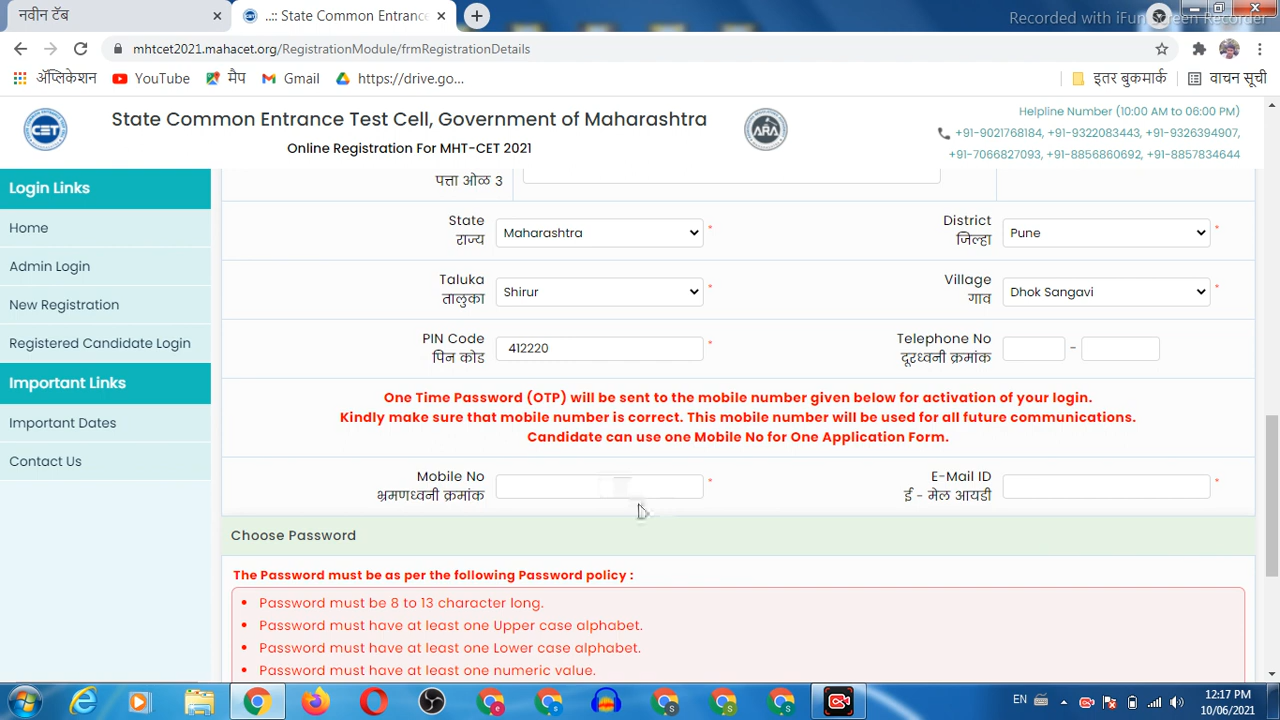 नवीन टॅब
..:: State Common Entrance
Recorded with iFun Screen Recorder
mhtcet2021.mahacet.org/RegistrationModule/frmRegistrationDetails
ॲप्लिकेशन
YouTube
मॅप
Gmail
https://drive.go...
इतर बुकमार्क
वाचन सूची
CET
State Common Entrance Test Cell, Government of Maharashtra
Online Registration For MHT-CET 2021
ARA
Helpline Number (10:00 AM to 06:00 PM)
+91-9021768184, +91-9322083443, +91-9326394907,
+91-7066827093, +91-8856860692, +91-8857834644
Login Links
Home
Admin Login
New Registration
Registered Candidate Login
Important Links
Important Dates
Contact Us
पत्ता ओळ 3
State
राज्य
Maharashtra *
District
जिल्हा
Pune *
Taluka
तालुका
Shirur *
Village
गाव
Dhok Sangavi *
PIN Code
पिन कोड
412220 *
Telephone No
दूरध्वनी क्रमांक
-
One Time Password (OTP) will be sent to the mobile number given below for activation of your login.
Kindly make sure that mobile number is correct. This mobile number will be used for all future communications.
Candidate can use one Mobile No for One Application Form.
Mobile No
भ्रमणध्वनी क्रमांक
*
E-Mail ID
ई - मेल आयडी
*
Choose Password
The Password must be as per the following Password policy :
• Password must be 8 to 13 character long.
• Password must have at least one Upper case alphabet.
• Password must have at least one Lower case alphabet.
• Password must have at least one numeric value.
EN
12:17 PM
10/06/2021